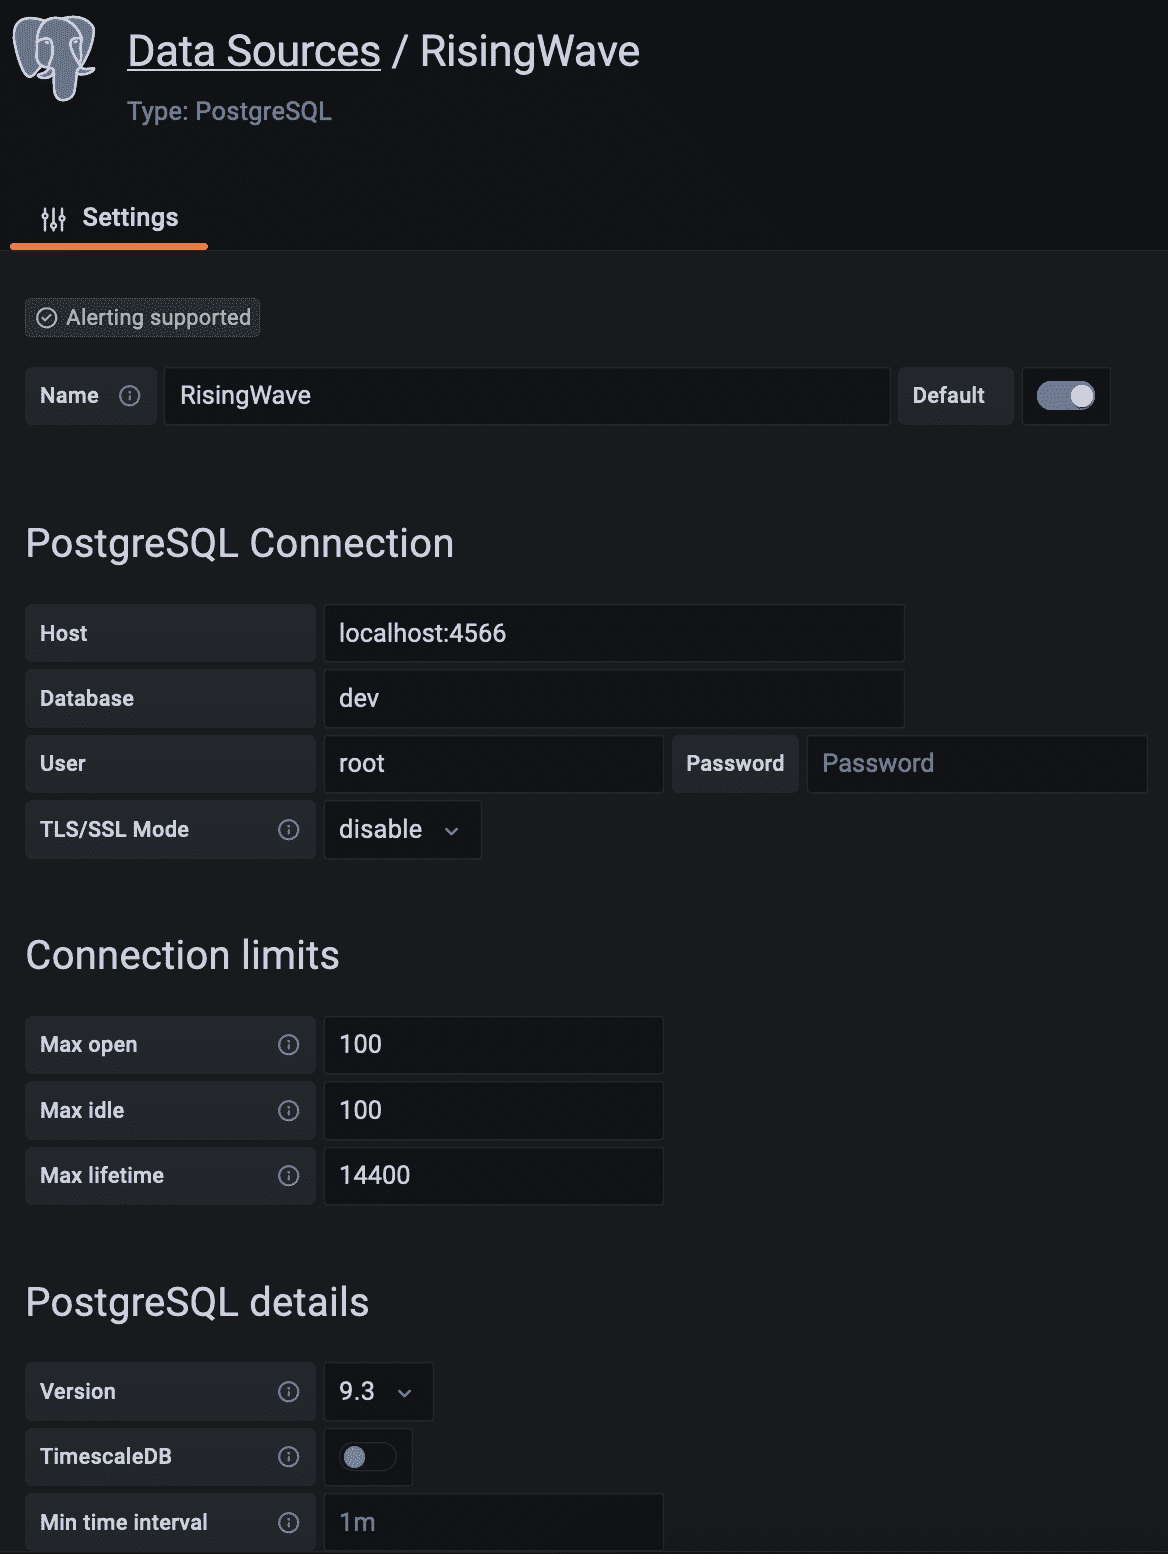 Data Sources / RisingWave
Type: PostgreSQL
Settings
Alerting supported
Name RisingWave Default
PostgreSQL Connection
Host localhost:4566
Database dev
User root Password Password
TLS/SSL Mode disable
Connection limits
Max open 100
Max idle 100
Max lifetime 14400
PostgreSQL details
Version 9.3
TimescaleDB
Min time interval 1m